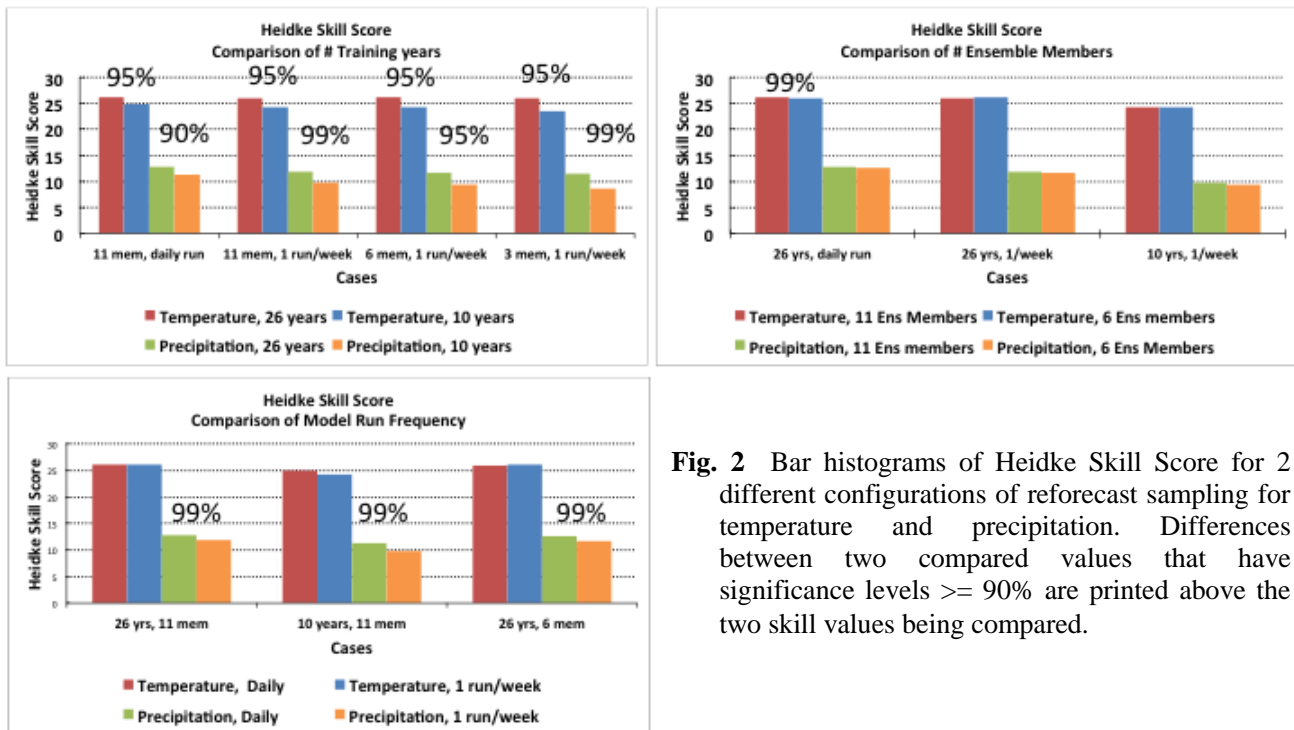 Heidke Skill Score
Comparison of # Training years
Heidke Skill Score
30
25
20
15
10
5
0
95%
90%
95%
99%
95%
95%
95%
99%
11 mem, daily run
11 mem, 1 run/week
6 mem, 1 run/week
3 mem, 1 run/week
Cases
Temperature, 26 years
Temperature, 10 years
Precipitation, 26 years
Precipitation, 10 years
Heidke Skill Score
Comparison of # Ensemble Members
Heidke Skill Score
30
25
20
15
10
5
0
99%
26 yrs, daily run
26 yrs, 1/week
10 yrs, 1/week
Cases
Temperature, 11 Ens Members
Temperature, 6 Ens members
Precipitation, 11 Ens members
Precipitation, 6 Ens Members
Heidke Skill Score
Comparison of Model Run Frequency
Heidke Skill Score
30
25
20
15
10
5
0
99%
99%
99%
26 yrs, 11 mem
10 years, 11 mem
26 yrs, 6 mem
Cases
Temperature, Daily
Temperature, 1 run/week
Precipitation, Daily
Precipitation, 1 run/week
Fig. 2 Bar histograms of Heidke Skill Score for 2
different configurations of reforecast sampling for
temperature and precipitation. Differences
between two compared values that have
significance levels >= 90% are printed above the
two skill values being compared.